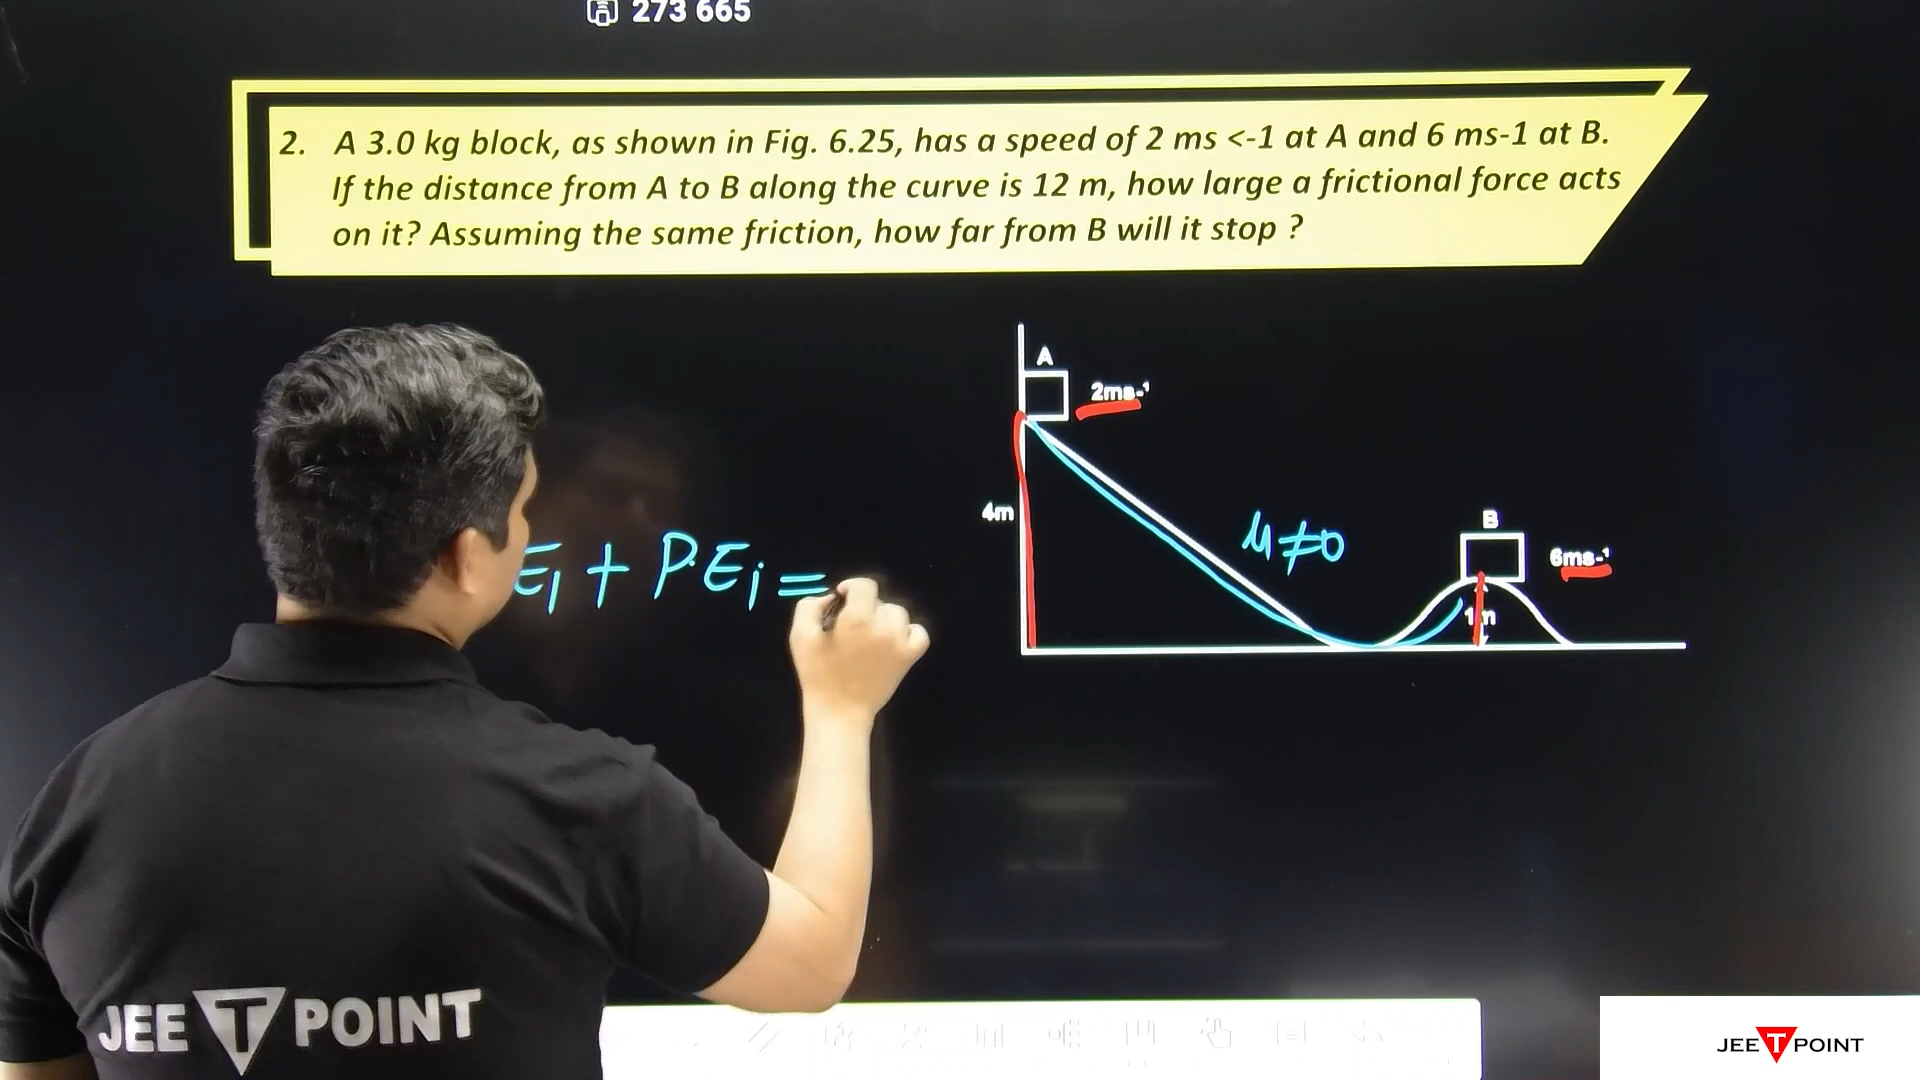 273 665
2. A 3.0 kg block, as shown in Fig. 6.25, has a speed of 2 ms <-1 at A and 6 ms-1 at B.
If the distance from A to B along the curve is 12 m, how large a frictional force acts
on it? Assuming the same friction, how far from B will it stop ?
A
2ms-¹
4m
μ≠0
B
6ms-¹
1m
Ei + P.Ei =
JEE T POINT
JEE T POINT